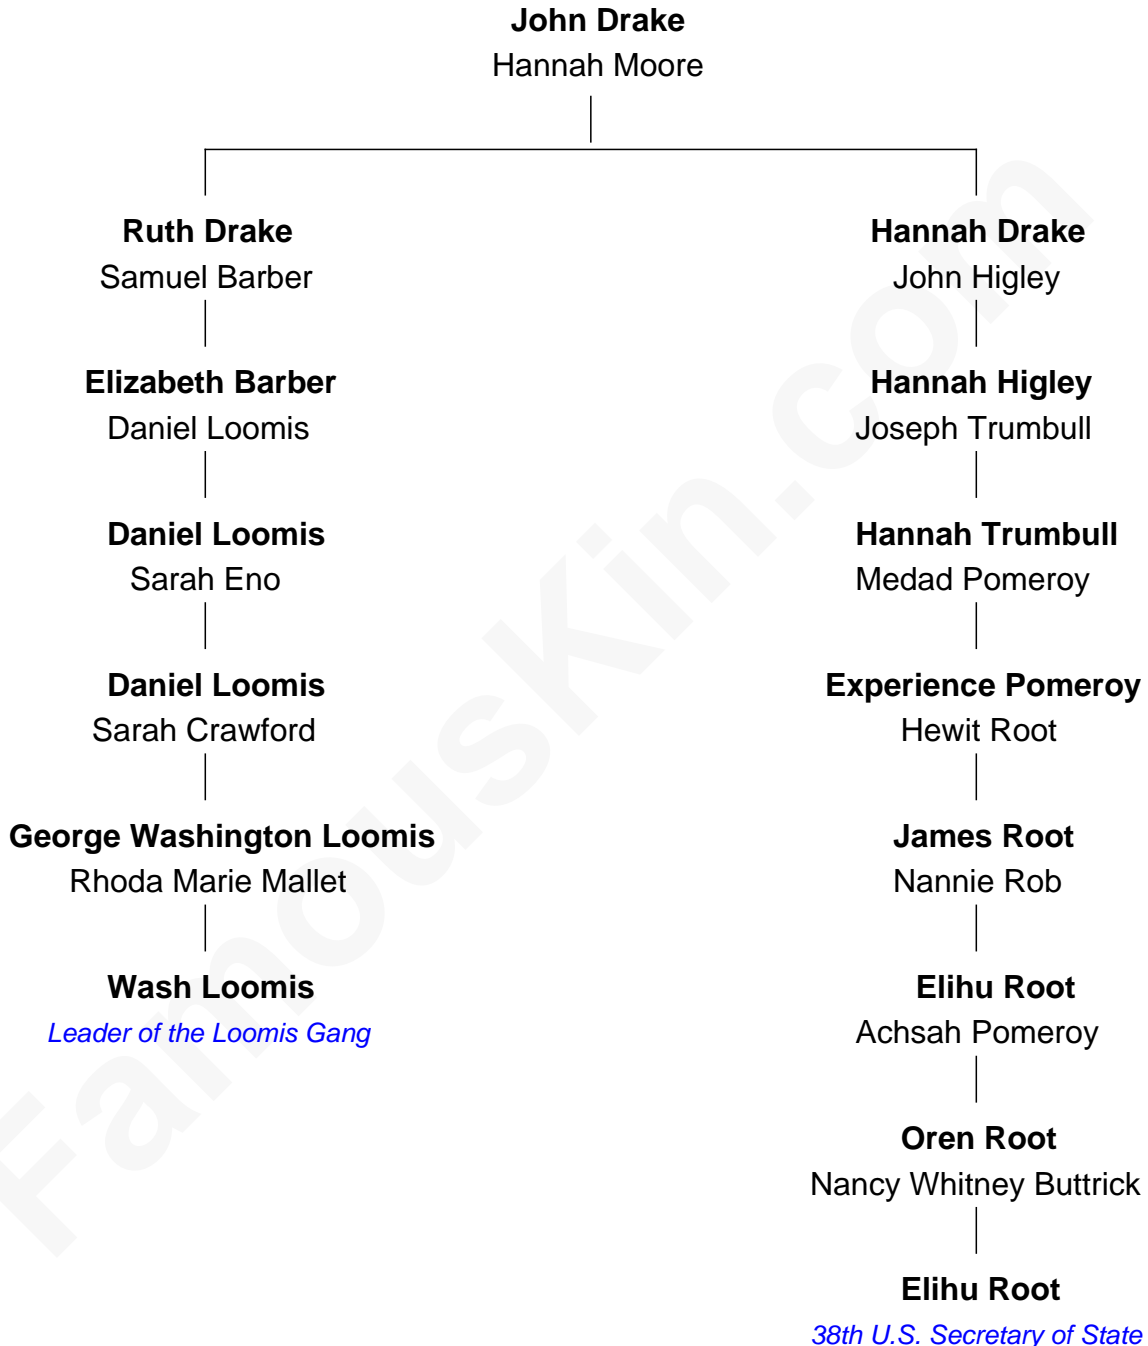 John Drake
Hannah Moore
Ruth Drake
Samuel Barber
Elizabeth Barber
Daniel Loomis
Daniel Loomis
Sarah Eno
Daniel Loomis
Sarah Crawford
George Washington Loomis
Rhoda Marie Mallet
Wash Loomis
Leader of the Loomis Gang
Hannah Drake
John Higley
Hannah Higley
Joseph Trumbull
Hannah Trumbull
Medad Pomeroy
Experience Pomeroy
Hewit Root
James Root
Nannie Rob
Elihu Root
Achsah Pomeroy
Oren Root
Nancy Whitney Buttrick
Elihu Root
38th U.S. Secretary of State
FamousKin.com